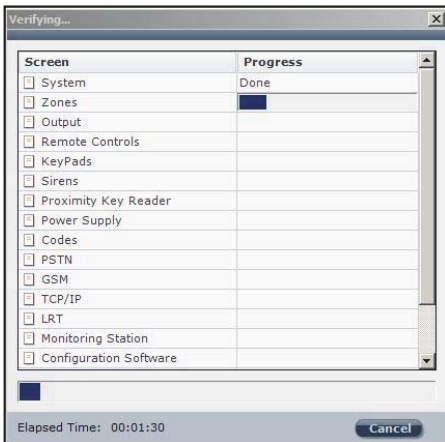 Verifying...
Screen Progress
System Done
Zones
Output
Remote Controls
KeyPads
Sirens
Proximity Key Reader
Power Supply
Codes
PSTN
GSM
TCP/IP
LRT
Monitoring Station
Configuration Software
Elapsed Time: 00:01:30 Cancel